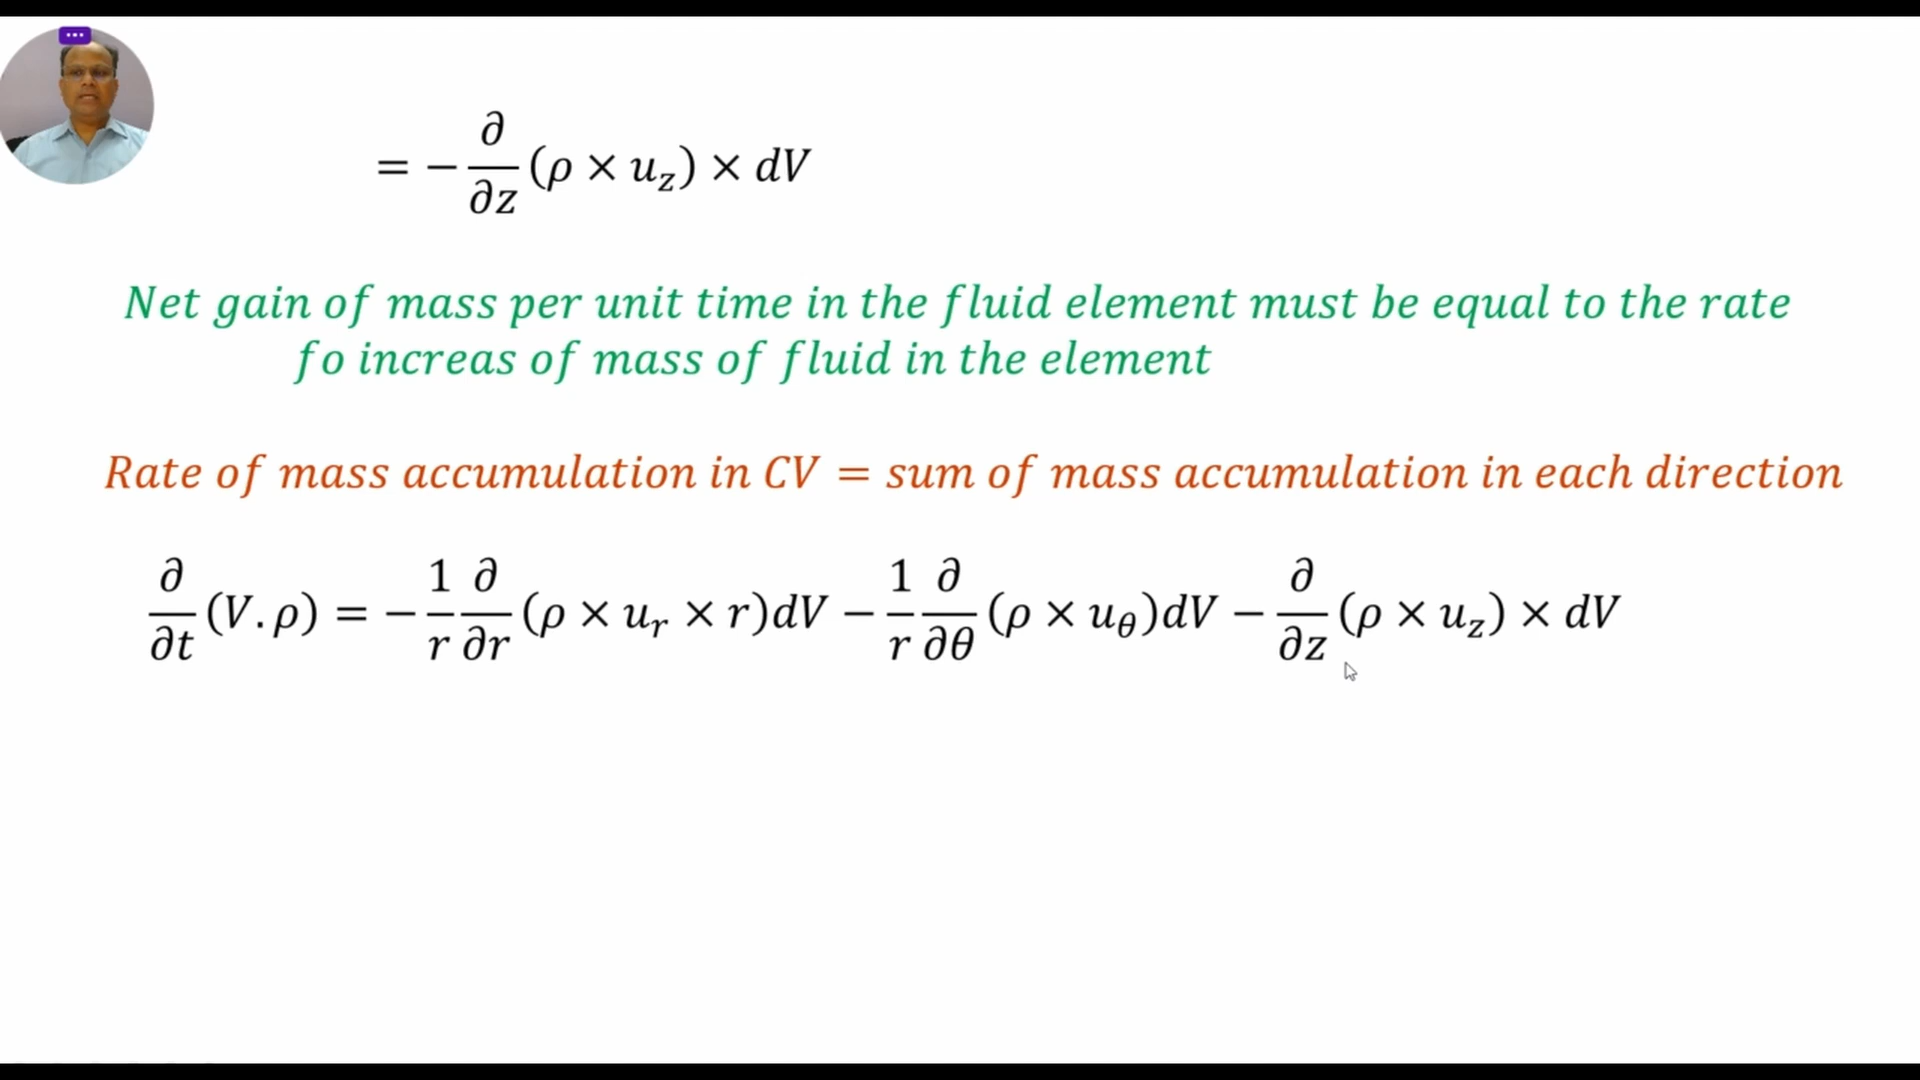 = − ∂/∂z (ρ × u_z) × dV
Net gain of mass per unit time in the fluid element must be equal to the rate
fo increas of mass of fluid in the element
Rate of mass accumulation in CV = sum of mass accumulation in each direction
∂/∂t (V.ρ) = − 1/r ∂/∂r (ρ × u_r × r)dV − 1/r ∂/∂θ (ρ × u_θ)dV − ∂/∂z (ρ × u_z) × dV